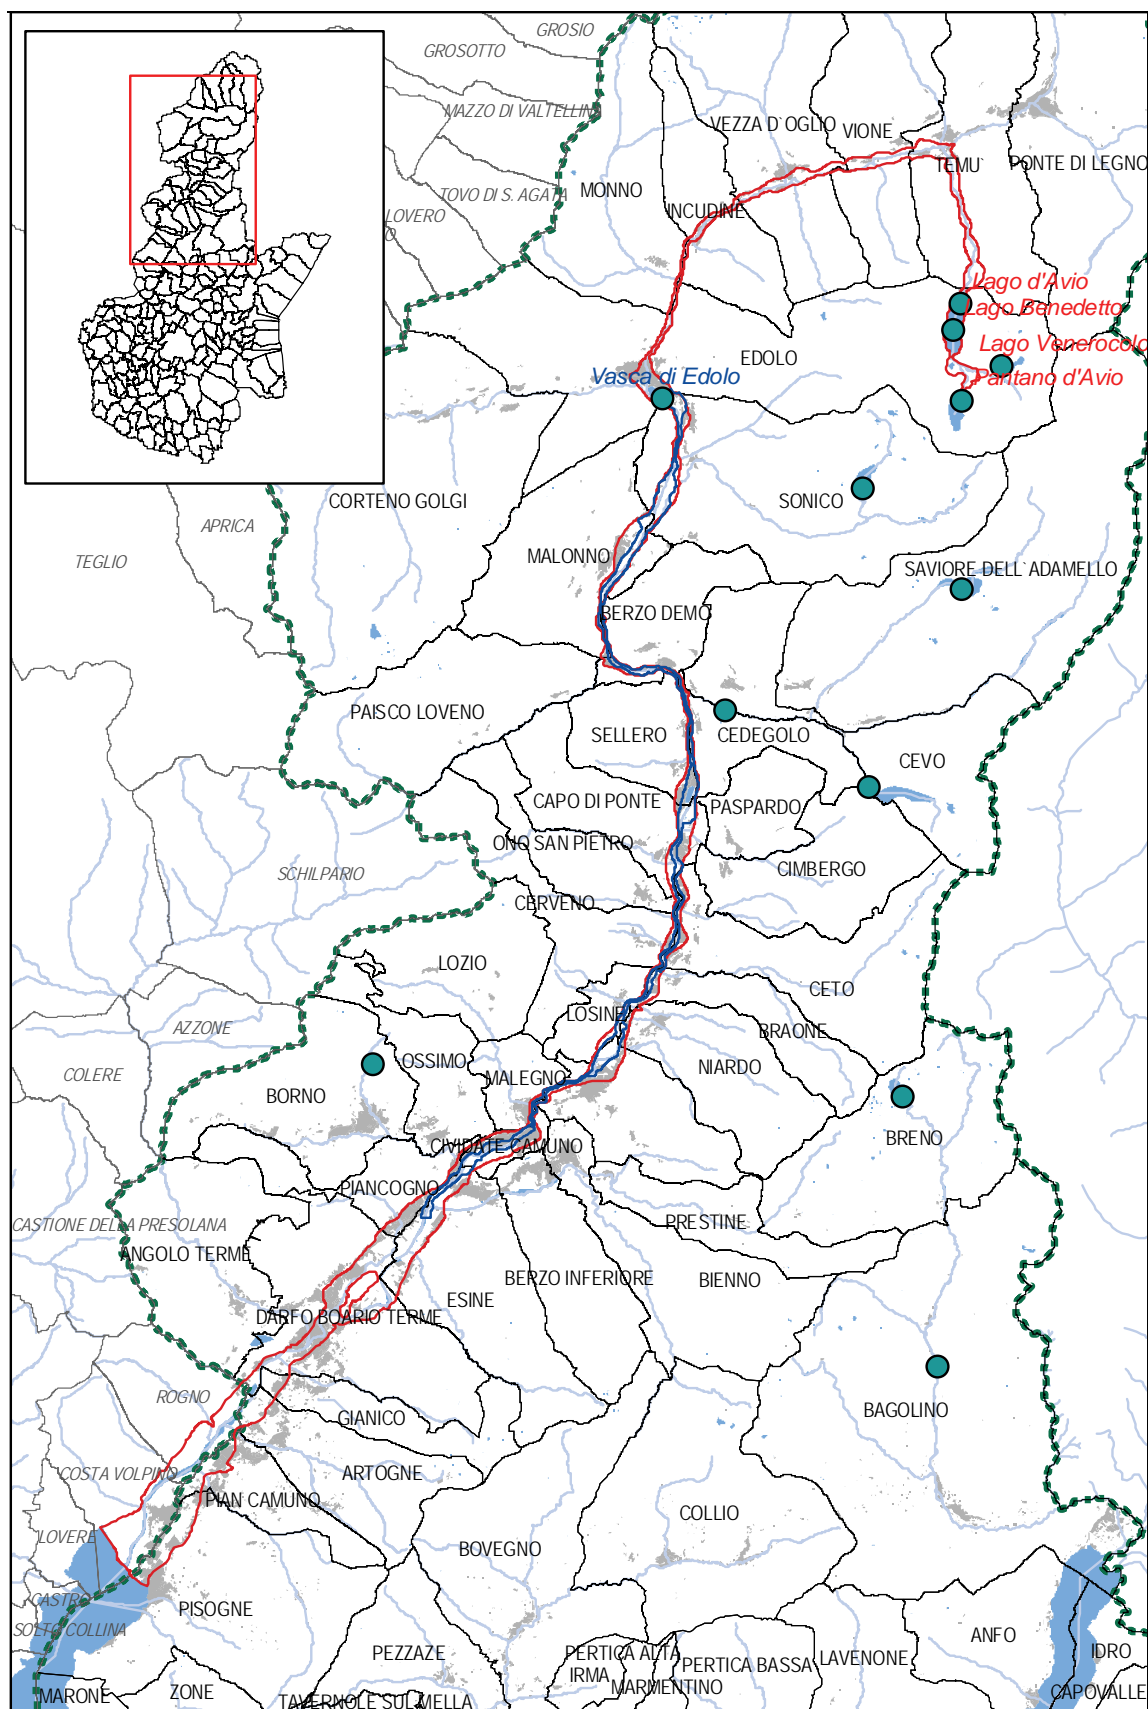 GROSIO
GROSOTTO
MAZZO DI VALTELLINA
VEZZA D`OGLIO
VIONE
TEMU`
PONTE DI LEGNO
TOVO DI S. AGATA
MONNO
INCUDINE
LOVERO
O
Lago d'Avio
Lago Benedetto
Lago Venerocolo
Pantano d'Avio
EDOLO
Vasca di Edolo
CORTENO GOLGI
SONICO
APRICA
TEGLIO
MALONNO
SAVIORE DELL`ADAMELLO
BERZO DEMO
PAISCO LOVENO
SELLERO
CEDEGOLO
CEVO
CAPO DI PONTE
PASPARDO
ONO SAN PIETRO
CIMBERGO
SCHILPARIO
CERVENO
LOZIO
CETO
LOSINE
BRAONE
AZZONE
OSSIMO
NIARDO
COLERE
MALEGNO
BORNO
BRENO
CIVIDATE CAMUNO
PIANCOGNO
PRESTINE
CASTIONE DELLA PRESOLANA
ANGOLO TERME
BERZO INFERIORE
BIENNO
ESINE
DARFO BOARIO TERME
ROGNO
GIANICO
BAGOLINO
COSTA VOLPINO
ARTOGNE
PIAN CAMUNO
COLLIO
LOVERE
BOVEGNO
CASTRO
PISOGNE
SOLTO COLLINA
ANFO
PEZZAZE
PERTICA ALTA
LAVENONE
IDRO
IRMA
PERTICA BASSA
MARMENTINO
MARONE
ZONE
TAVERNOLE SUL MELLA
CAPOVALLE